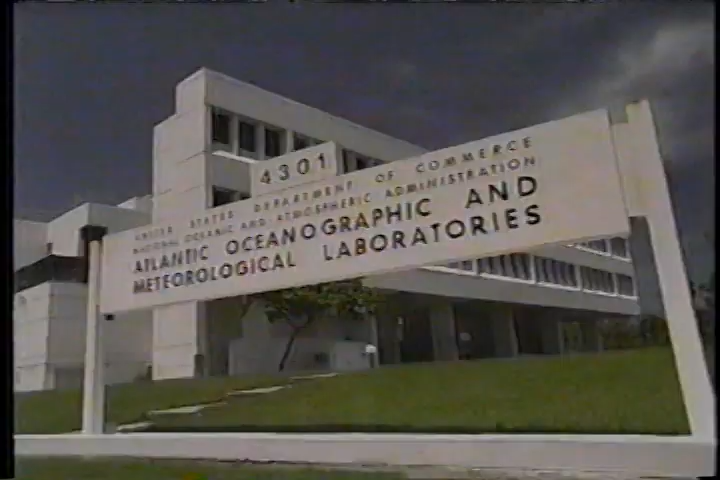 4301
UNITED STATES DEPARTMENT OF COMMERCE
NATIONAL OCEANIC AND ATMOSPHERIC ADMINISTRATION
ATLANTIC OCEANOGRAPHIC AND
METEOROLOGICAL LABORATORIES